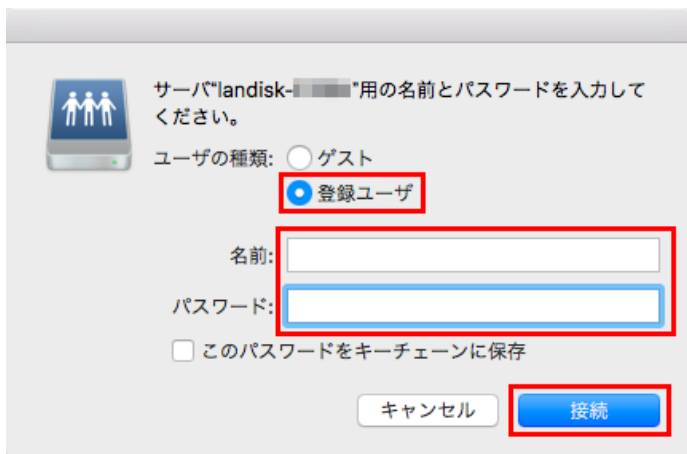 サーバ"landisk- "用の名前とパスワードを入力して
ください。
ユーザの種類: ゲスト
登録ユーザ
名前:
パスワード:
このパスワードをキーチェーンに保存
キャンセル 接続